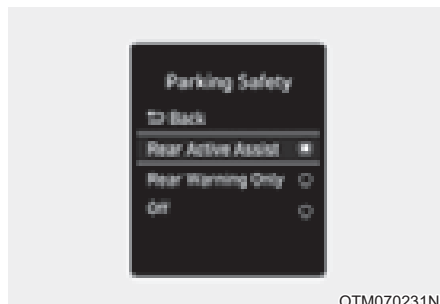 Parking Safety
Back
Rear Active Assist
Rear Warning Only
Off
OTM070231N